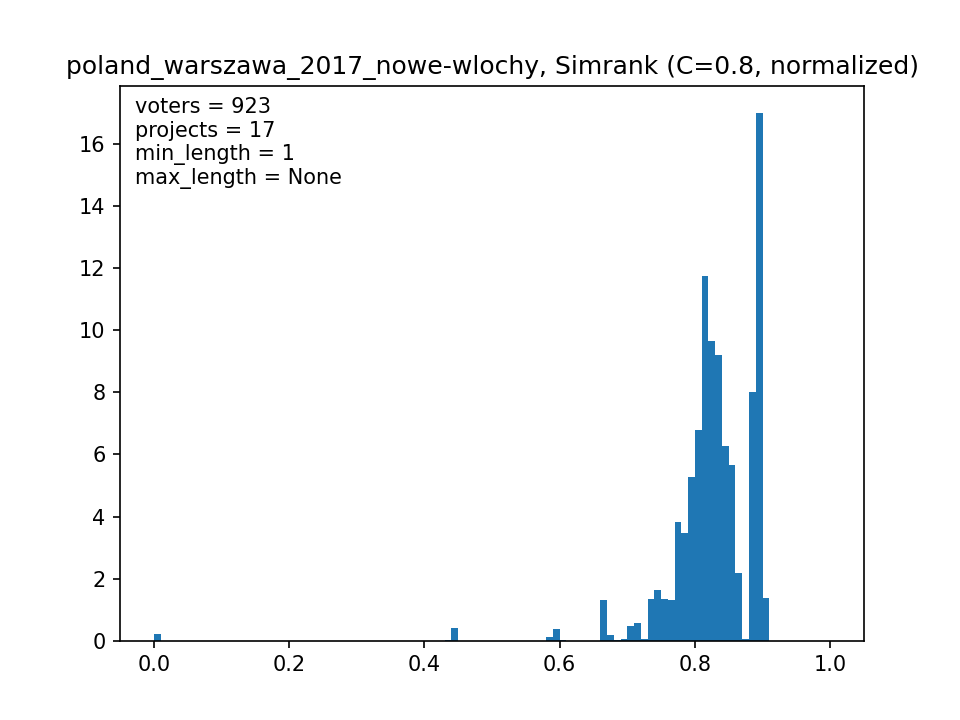 poland_warszawa_2017_nowe-wlochy, Simrank (C=0.8, normalized)
voters = 923
projects = 17
min_length = 1
max_length = None
16
14
12
10
8
6
4
2
0
0.0 0.2 0.4 0.6 0.8 1.0